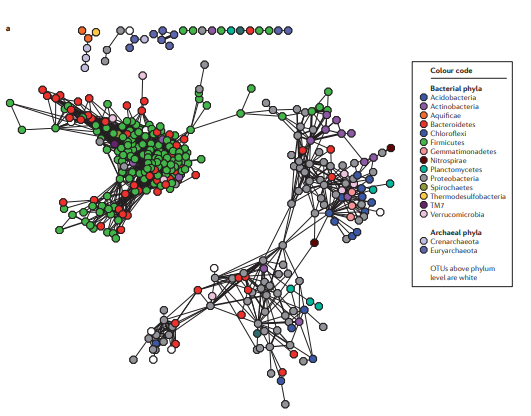 a
Colour code
Bacterial phyla
Acidobacteria
Actinobacteria
Aquificae
Bacteroidetes
Chloroflexi
Firmicutes
Gemmatimonadetes
Nitrospirae
Planctomycetes
Proteobacteria
Spirochaetes
Thermodesulfobacteria
TM7
Verrucomicrobia
Archaeal phyla
Crenarchaeota
Euryarchaeota
OTUs above phylum
level are white